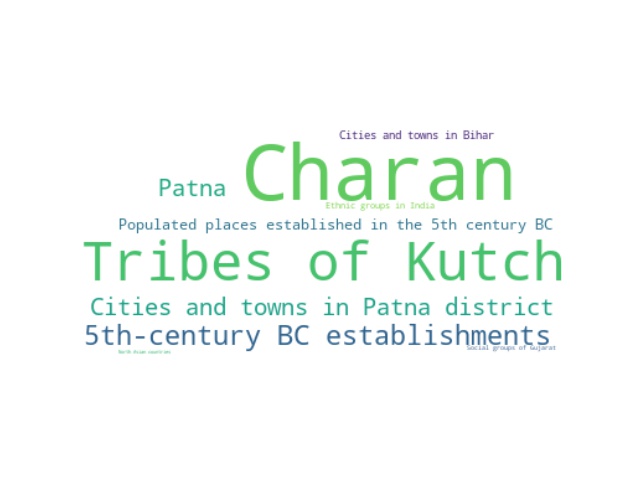 Cities and towns in Bihar
Charan
Patna
Ethnic groups in India
Populated places established in the 5th century BC
Tribes of Kutch
Cities and towns in Patna district
5th-century BC establishments
Social groups of Gujarat
North Asian countries